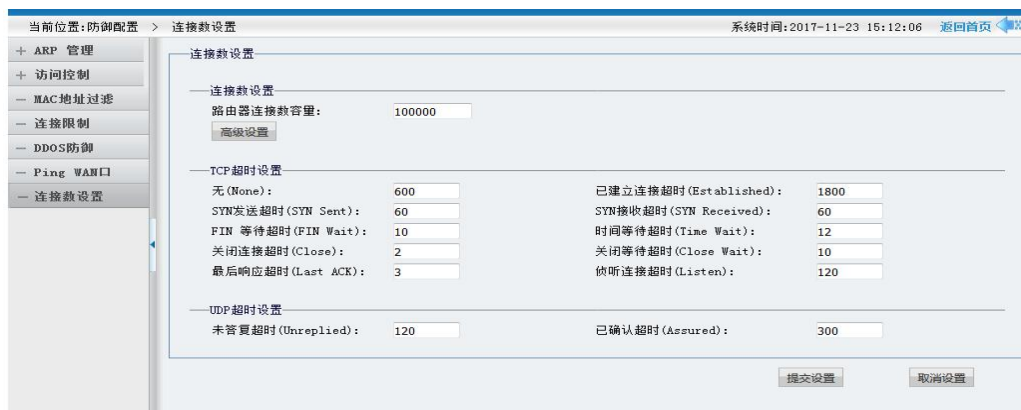 当前位置:防御配置 > 连接数设置 系统时间:2017-11-23 15:12:06 返回首页
+ ARP 管理
+ 访问控制
— MAC地址过滤
— 连接限制
— DDOS防御
— Ping WAN口
— 连接数设置
连接数设置
连接数设置
路由器连接数容量: 100000
高级设置
TCP超时设置
无(None): 600 已建立连接超时(Established): 1800
SYN发送超时(SYN Sent): 60 SYN接收超时(SYN Received): 60
FIN 等待超时(FIN Wait): 10 时间等待超时(Time Wait): 12
关闭连接超时(Close): 2 关闭等待超时(Close Wait): 10
最后响应超时(Last ACK): 3 侦听连接超时(Listen): 120
UDP超时设置
未答复超时(Unreplied): 120 已确认超时(Assured): 300
提交设置 取消设置